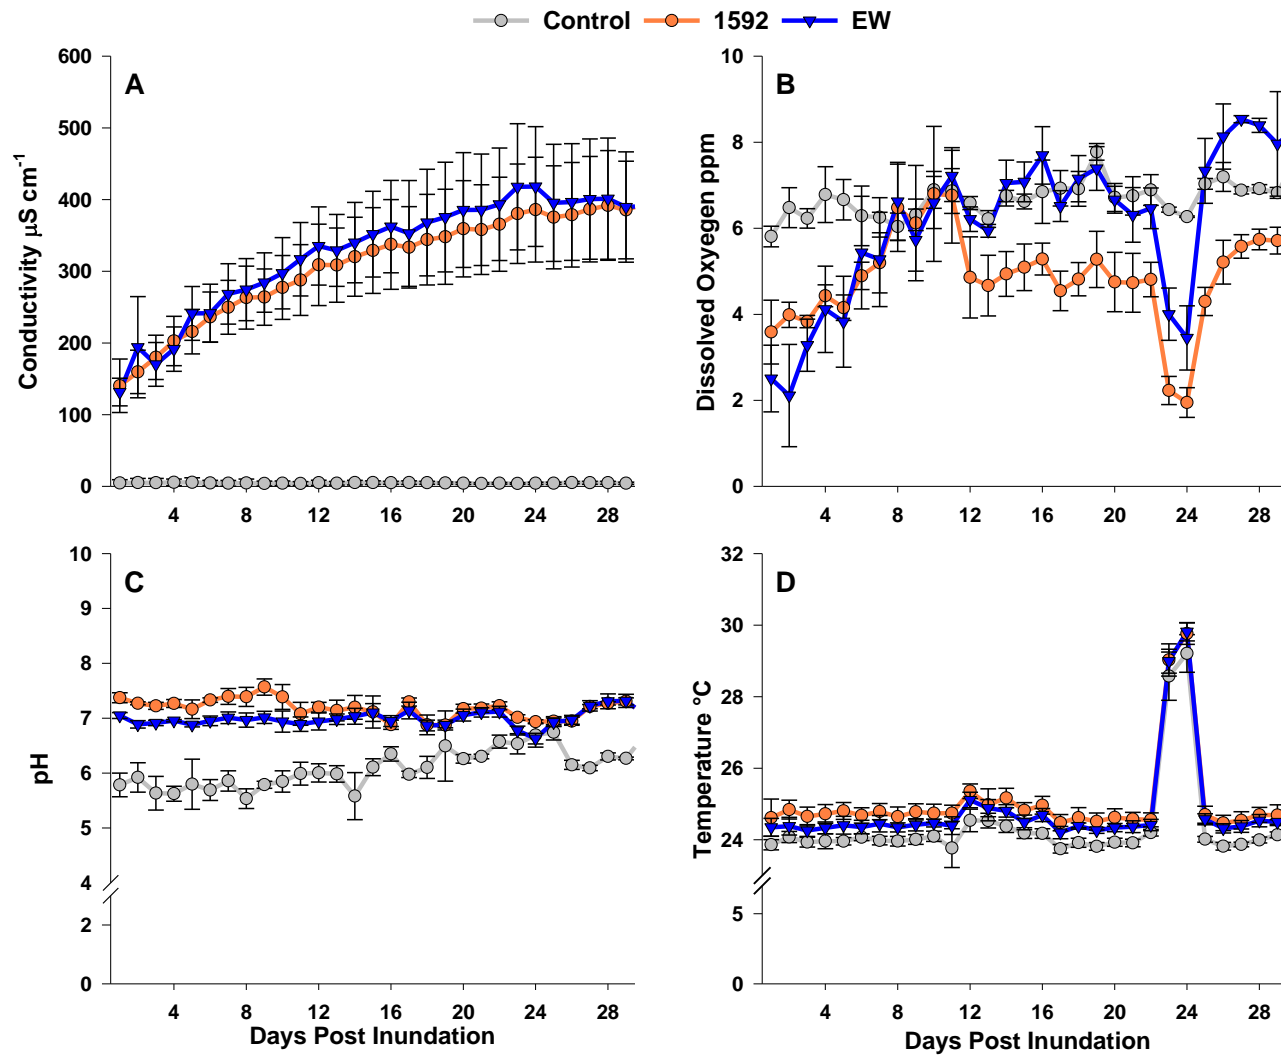 Control 1592 EW
A
600
500
400
300
200
100
0
Conductivity µS cm-1
4 8 12 16 20 24 28
B
10
8
6
4
2
0
Dissolved Oxyegen ppm
4 8 12 16 20 24 28
C
10
9
8
7
6
5
4
2
0
pH
4 8 12 16 20 24 28
Days Post Inundation
D
32
30
28
26
24
5
0
Temperature °C
4 8 12 16 20 24 28
Days Post Inundation